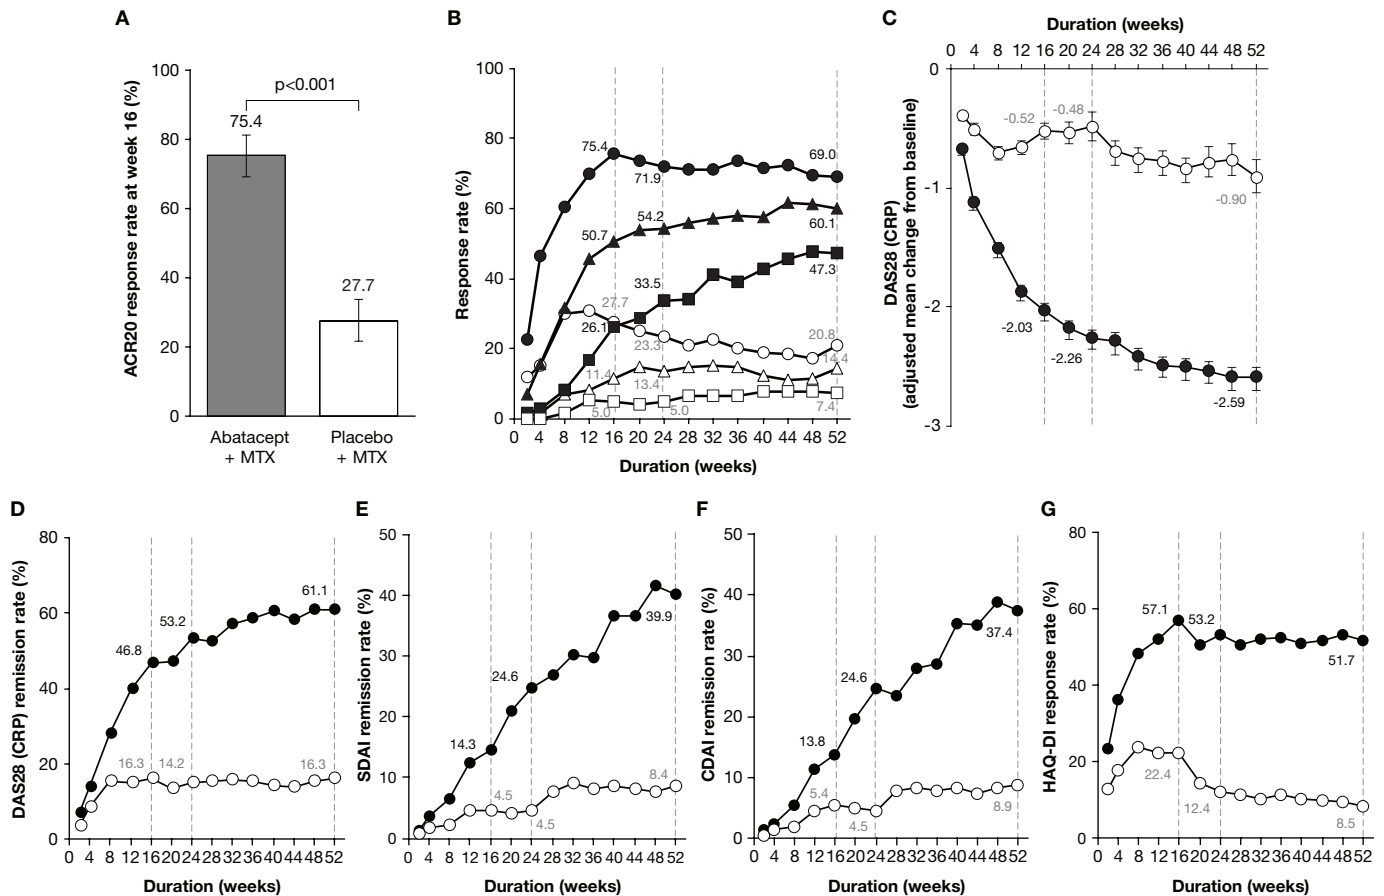 A
ACR20 response rate at week 16 (%)
100
80
60
40
20
0
p<0.001
75.4
27.7
Abatacept
+ MTX
Placebo
+ MTX
B
Response rate (%)
100
80
60
40
20
0
75.4
71.9
69.0
50.7
54.2
60.1
26.1
33.5
47.3
27.7
23.3
20.8
11.4
13.4
14.4
5.0
5.0
7.4
0 4 8 12 16 20 24 28 32 36 40 44 48 52
Duration (weeks)
C
Duration (weeks)
0 2 4 8 12 16 20 24 28 32 36 40 44 48 52
DAS28 (CRP)
(adjusted mean change from baseline)
0
-1
-2
-3
-0.52
-0.48
-0.90
-2.03
-2.26
-2.59
D
DAS28 (CRP) remission rate (%)
80
60
40
20
0
46.8
53.2
61.1
16.3
14.2
16.3
0 4 8 12 16 20 24 28 32 36 40 44 48 52
Duration (weeks)
E
SDAI remission rate (%)
50
40
30
20
10
0
14.3
24.6
39.9
4.5
4.5
8.4
0 4 8 12 16 20 24 28 32 36 40 44 48 52
Duration (weeks)
F
CDAI remission rate (%)
50
40
30
20
10
0
13.8
24.6
37.4
5.4
4.5
8.9
0 4 8 12 16 20 24 28 32 36 40 44 48 52
Duration (weeks)
G
HAQ-DI response rate (%)
80
60
40
20
0
57.1
53.2
51.7
22.4
12.4
8.5
0 4 8 12 16 20 24 28 32 36 40 44 48 52
Duration (weeks)